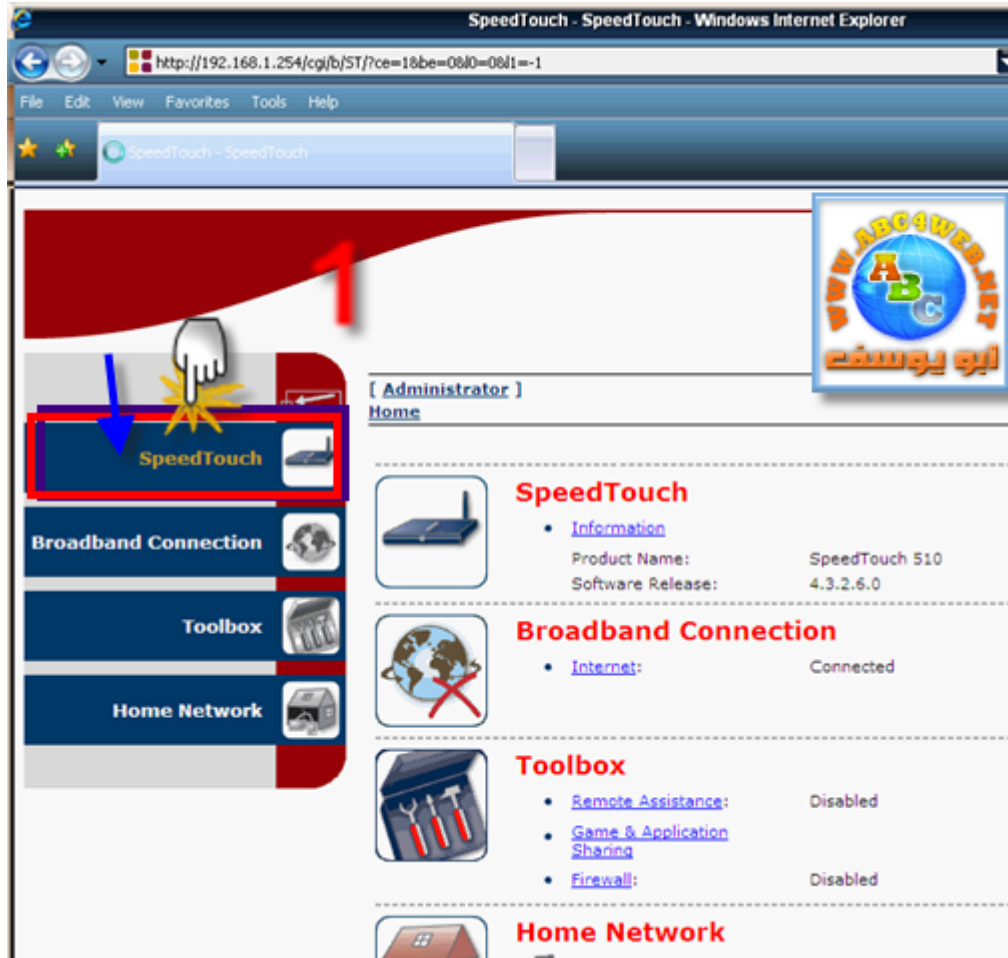 SpeedTouch - SpeedTouch - Windows Internet Explorer
http://192.168.1.254/cgi/b/ST/?ce=1&be=0&l0=0&l1=-1
File Edit View Favorites Tools Help
SpeedTouch - SpeedTouch
1
WWW.ABC4WEB.NET
ABC
أبو يوسف
[ Administrator ]
Home
SpeedTouch
Broadband Connection
Toolbox
Home Network
SpeedTouch
Information
Product Name: SpeedTouch 510
Software Release: 4.3.2.6.0
Broadband Connection
Internet: Connected
Toolbox
Remote Assistance: Disabled
Game & Application
Sharing
Firewall: Disabled
Home Network